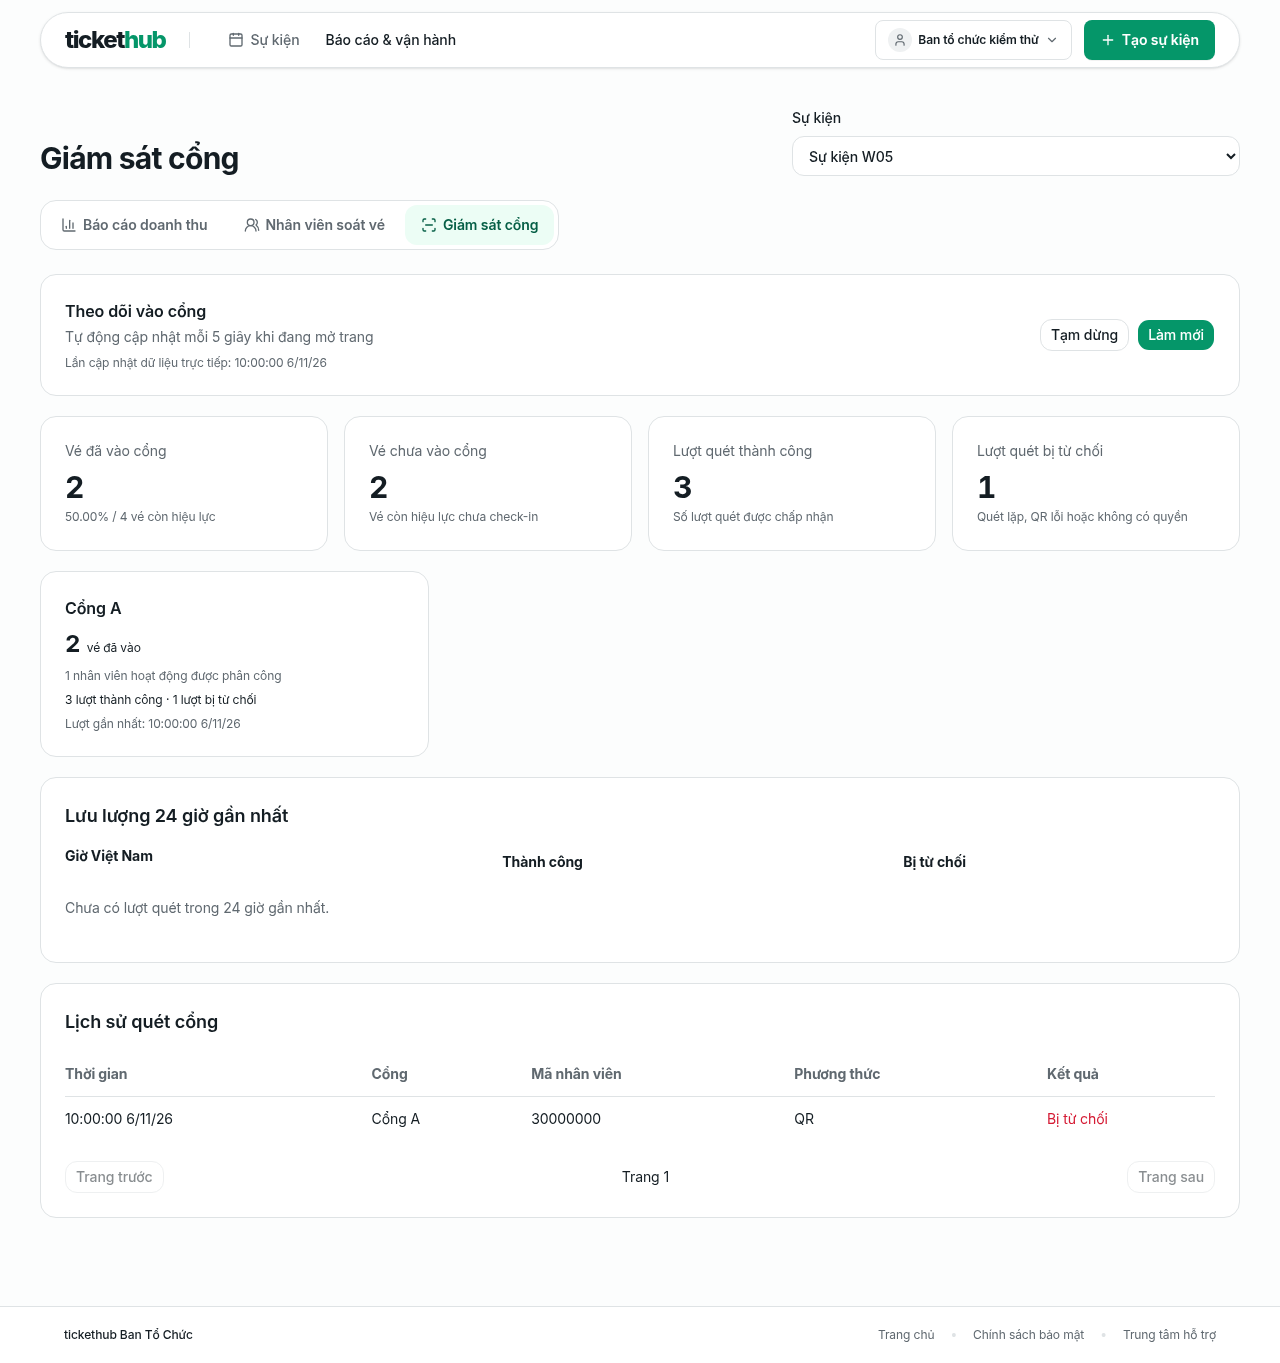 tickethub
Sự kiện
Báo cáo & vận hành
Ban tổ chức kiểm thử
Tạo sự kiện
Sự kiện
Giám sát cổng
Sự kiện W05
Báo cáo doanh thu
Nhân viên soát vé
Giám sát cổng
Theo dõi vào cổng
Tự động cập nhật mỗi 5 giây khi đang mở trang
Lần cập nhật dữ liệu trực tiếp: 10:00:00 6/11/26
Tạm dừng
Làm mới
Vé đã vào cổng
2
50.00% / 4 vé còn hiệu lực
Vé chưa vào cổng
2
Vé còn hiệu lực chưa check-in
Lượt quét thành công
3
Số lượt quét được chấp nhận
Lượt quét bị từ chối
1
Quét lặp, QR lỗi hoặc không có quyền
Cổng A
2 vé đã vào
1 nhân viên hoạt động được phân công
3 lượt thành công · 1 lượt bị từ chối
Lượt gần nhất: 10:00:00 6/11/26
Lưu lượng 24 giờ gần nhất
Giờ Việt Nam Thành công Bị từ chối
Chưa có lượt quét trong 24 giờ gần nhất.
Lịch sử quét cổng
Thời gian Cổng Mã nhân viên Phương thức Kết quả
10:00:00 6/11/26 Cổng A 30000000 QR Bị từ chối
Trang trước Trang 1 Trang sau
tickethub Ban Tổ Chức
Trang chủ • Chính sách bảo mật • Trung tâm hỗ trợ